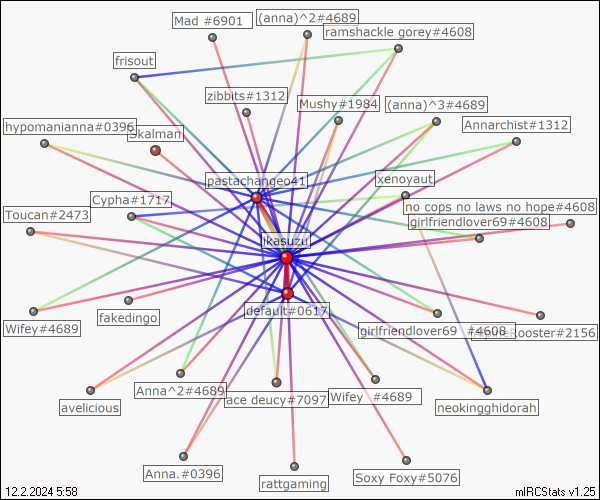 Mad #6901
(anna)^2#4689
ramshackle gorey#4608
frisout
zibbits#1312
Mushy#1984
(anna)^3#4689
hypomanianna#0396
Skalman
Annarchist#1312
pastachangeo41
xenoyaut
Cypha#1717
no cops no laws no hope#4608
Toucan#2473
girlfriendlover69#4608
ikasuzu
fakedingo
default#0617
Wifey#4689
girlfriendlover69 #4608
Rooster#2156
Anna^2#4689
ace deucy#7097
Wifey #4689
avelicious
neokingghidorah
Anna.#0396
rattgaming
Soxy Foxy#5076
12.2.2024 5:58
mIRCStats v1.25